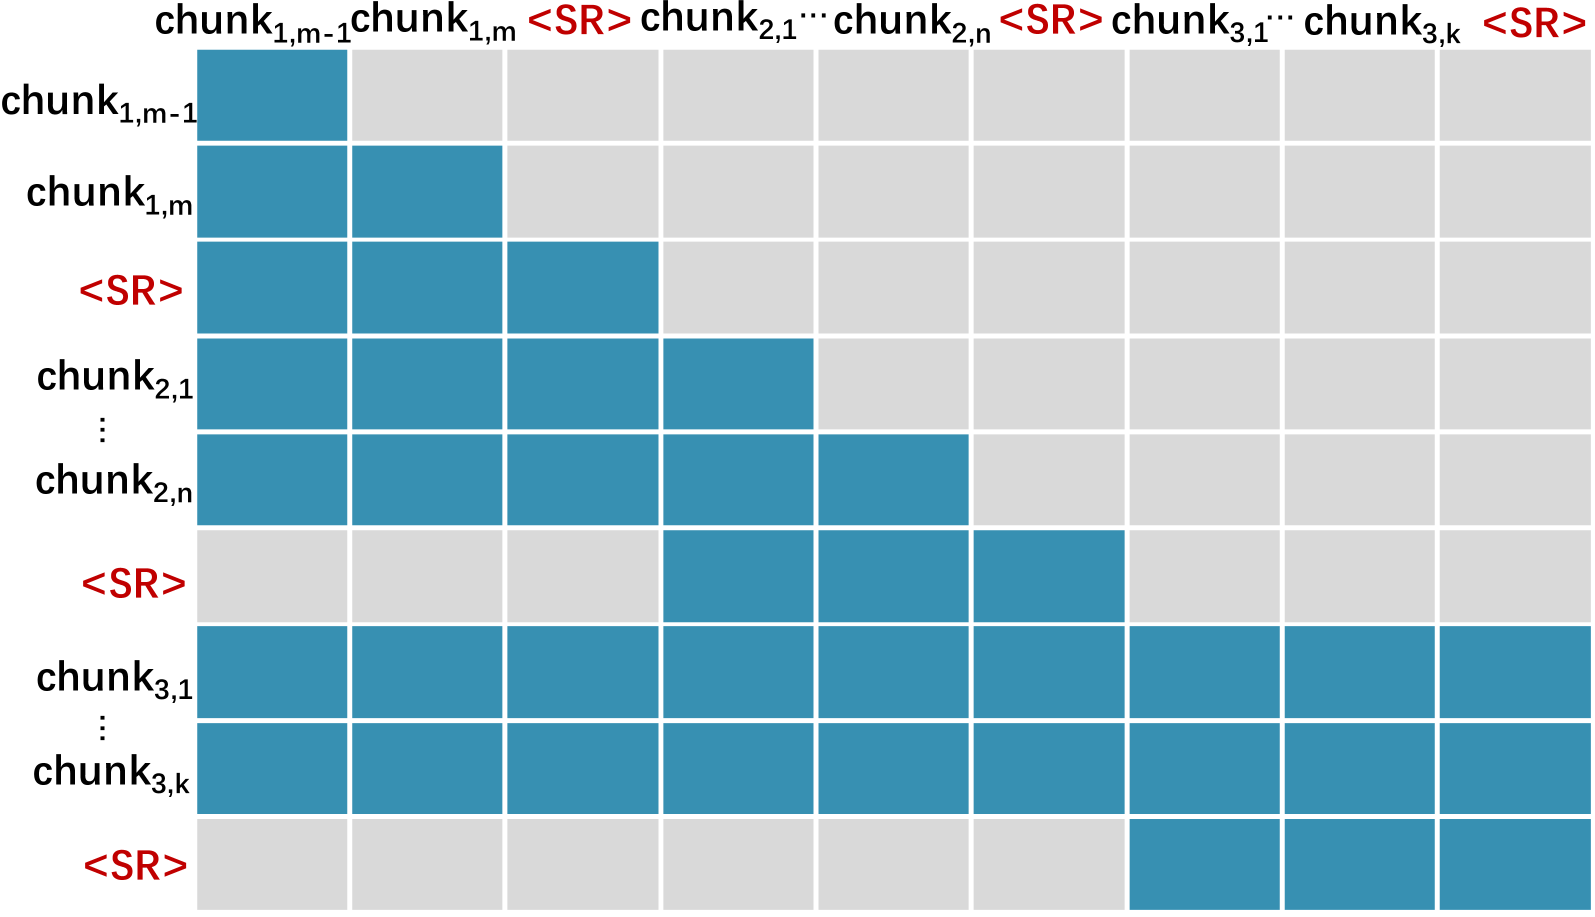 chunk1,m-1 chunk1,m <SR> chunk2,1 ... chunk2,n <SR> chunk3,1 ... chunk3,k <SR>
chunk1,m-1
chunk1,m
<SR>
chunk2,1
⋮
chunk2,n
<SR>
chunk3,1
⋮
chunk3,k
<SR>